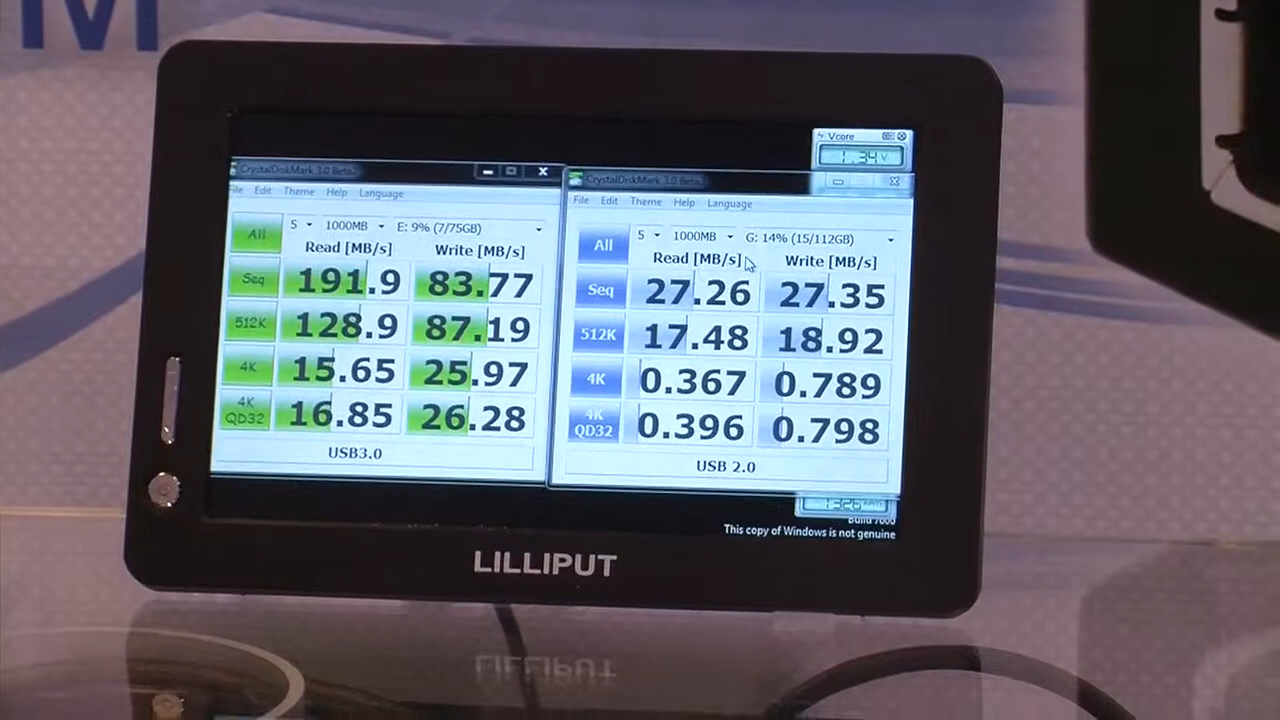 M
Vcore
1.34 V
CrystalDiskMark 3.0 Beta2
File Edit Theme Help Language
All 5 1000MB E: 9% (7/75GB)
Read [MB/s] Write [MB/s]
Seq 191.9 83.77
512K 128.9 87.19
4K 15.65 25.97
4K QD32 16.85 26.28
USB3.0
CrystalDiskMark 3.0 Beta
File Edit Theme Help Language
All 5 1000MB G: 14% (15/112GB)
Read [MB/s] Write [MB/s]
Seq 27.26 27.35
512K 17.48 18.92
4K 0.367 0.789
4K QD32 0.396 0.798
USB 2.0
Build 7600
This copy of Windows is not genuine
LILLIPUT